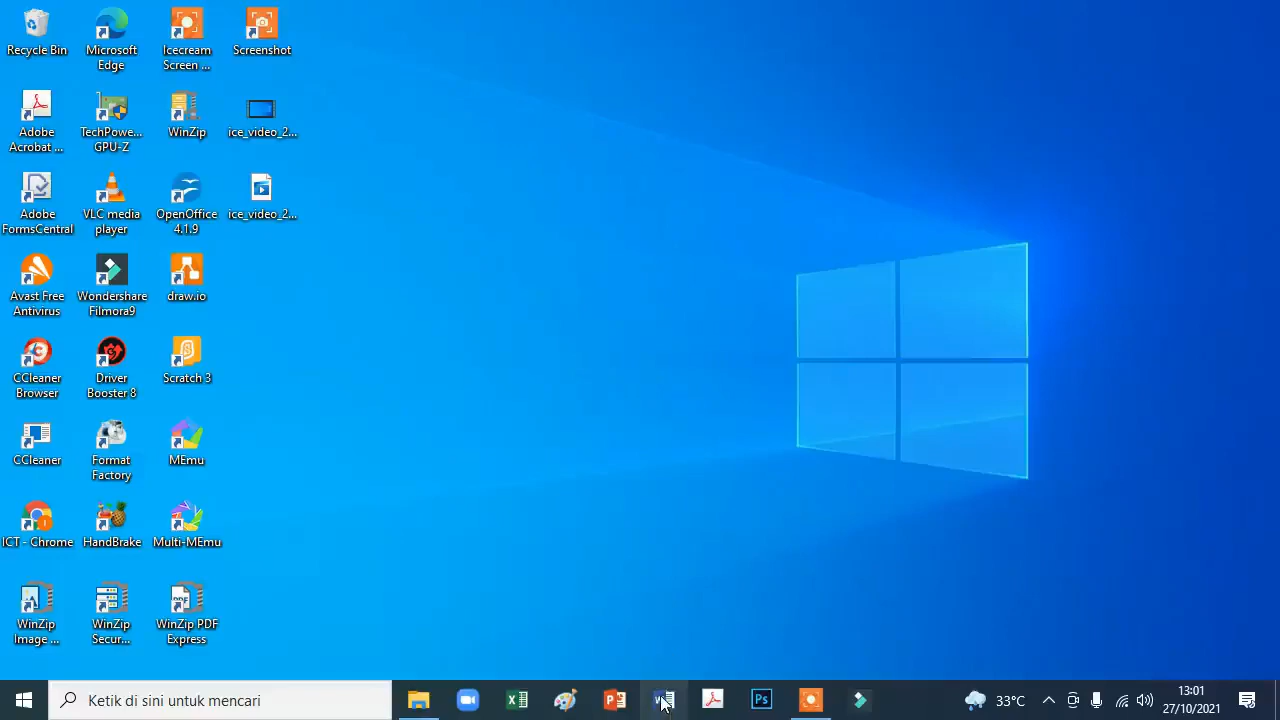 Recycle Bin
Microsoft
Edge
Icecream
Screen ...
Screenshot
Adobe
Acrobat ...
TechPowe...
GPU-Z
WinZip
ice_video_2...
Adobe
FormsCentral
VLC media
player
OpenOffice
4.1.9
ice_video_2...
Avast Free
Antivirus
Wondershare
Filmora9
draw.io
CCleaner
Browser
Driver
Booster 8
Scratch 3
CCleaner
Format
Factory
MEmu
ICT - Chrome
HandBrake
Multi-MEmu
WinZip
Image ...
WinZip
Secur...
WinZip PDF
Express
Ketik di sini untuk mencari
33°C
13:01
27/10/2021